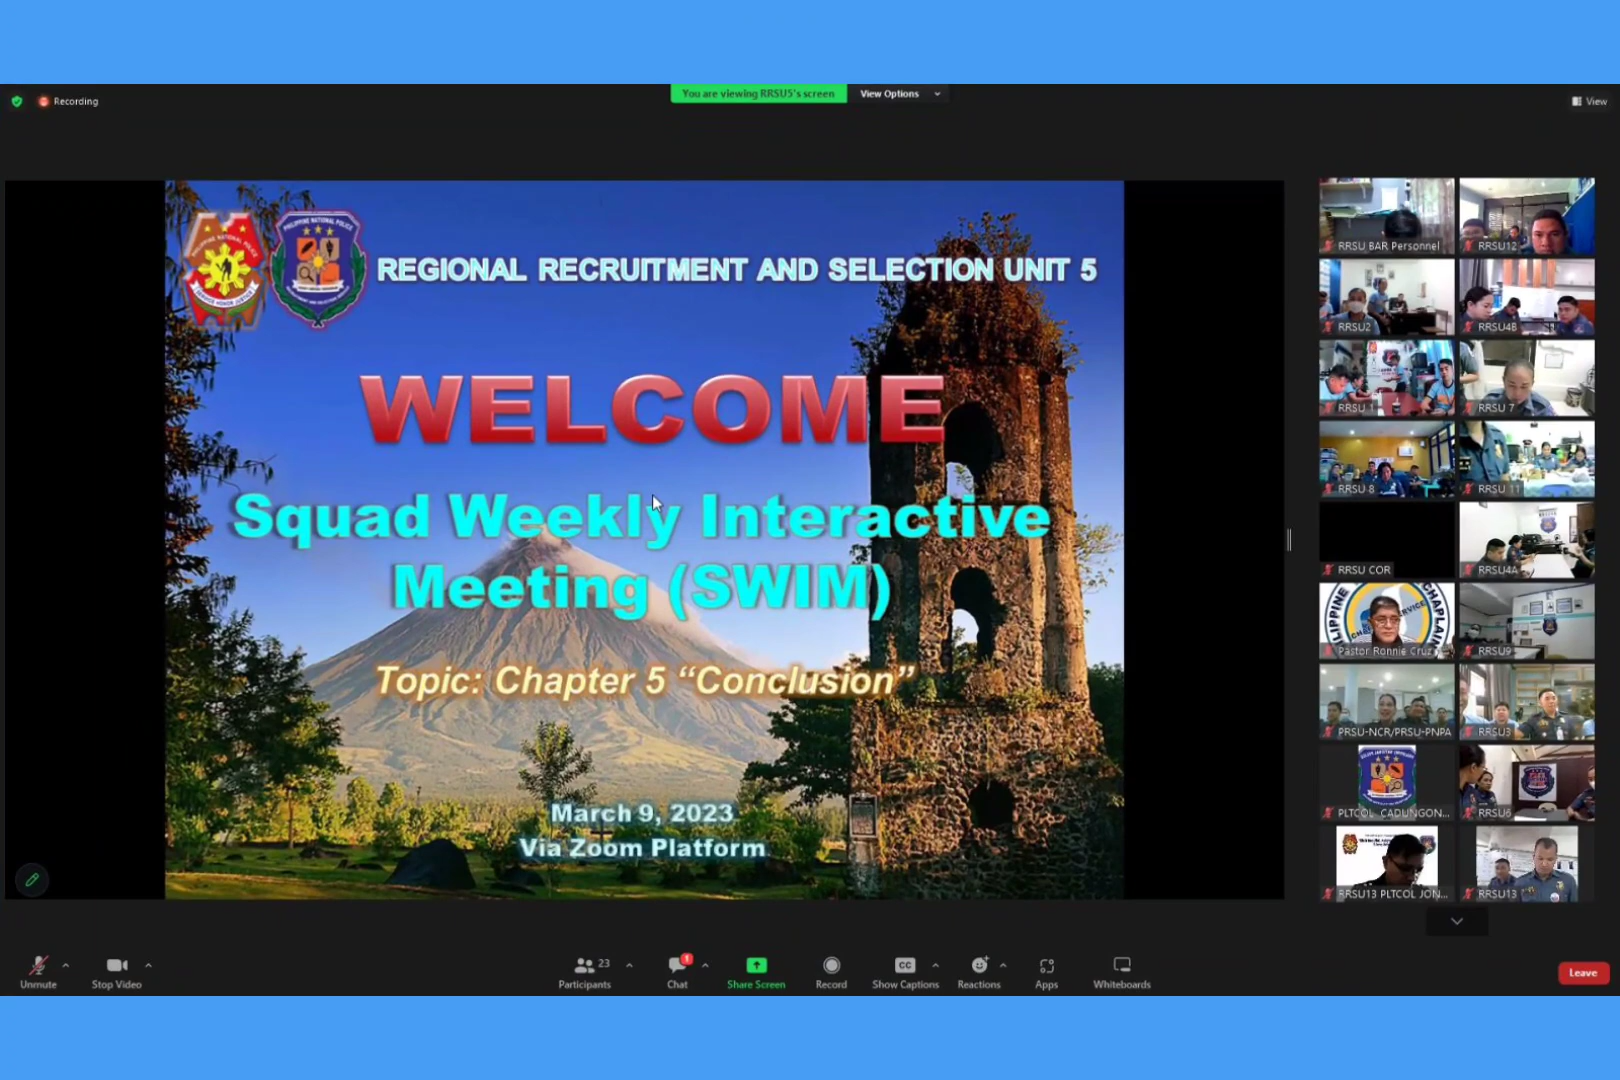 Recording
You are viewing RRSU5's screen
View Options
View
REGIONAL RECRUITMENT AND SELECTION UNIT 5
WELCOME
Squad Weekly Interactive
Meeting (SWIM)
Topic: Chapter 5 “Conclusion”
March 9, 2023
Via Zoom Platform
RRSU BAR Personnel
RRSU12
RRSU2
RRSU4B
RRSU 1
RRSU 7
RRSU 8
RRSU 11
RRSU COR
RRSU4A
Pastor Ronnie Cruz
RRSU9
PRSU-NCR/PRSU-PNPA
RRSU3
PLTCOL CADUNGON...
RRSU6
RRSU13 PLTCOL JON...
RRSU13
Unmute
Stop Video
23
Participants
Chat
Share Screen
Record
CC
Show Captions
Reactions
Apps
Whiteboards
Leave